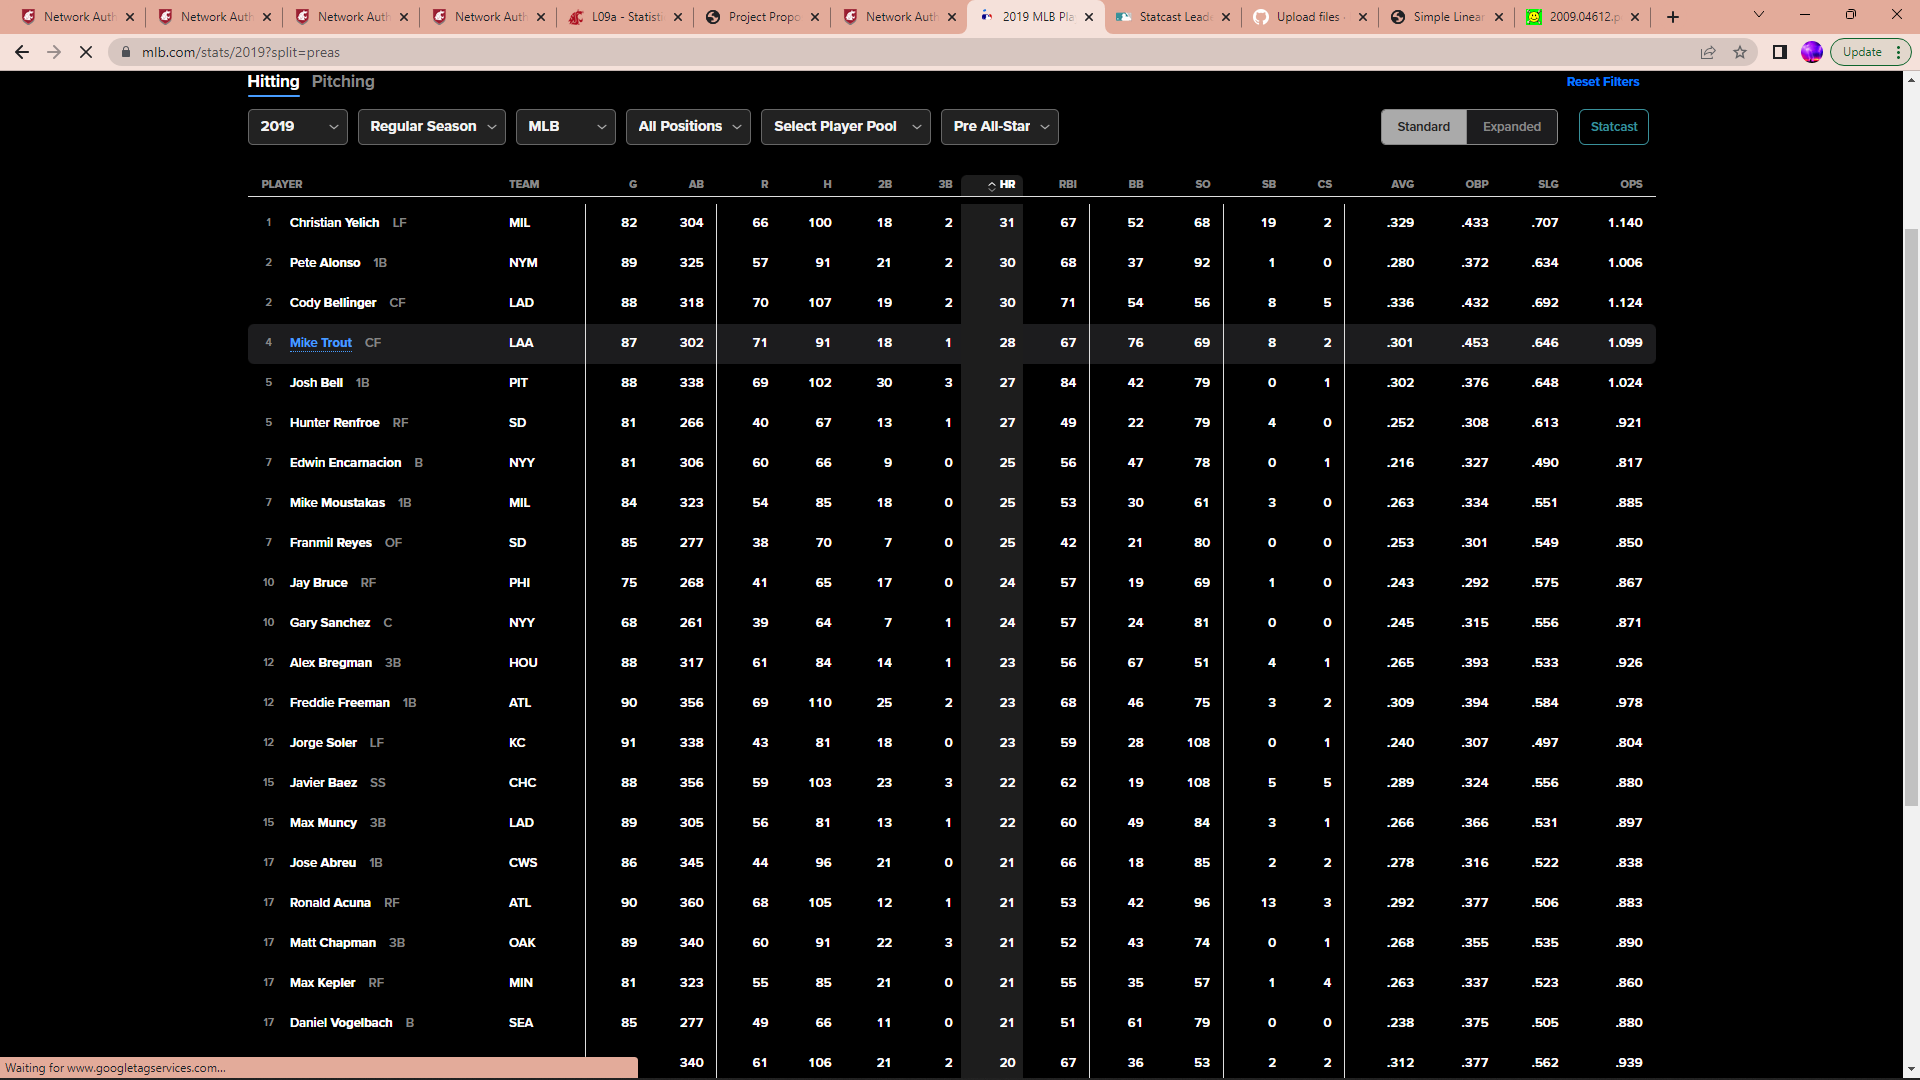 Network Auth
Network Auth
Network Auth
Network Auth
L09a - Statisti
Project Propo
Network Auth
2019 MLB Pla
Statcast Leade
Upload files
Simple Linear
2009.04612.p
mlb.com/stats/2019?split=preas
Update
Hitting Pitching Reset Filters
2019 Regular Season MLB All Positions Select Player Pool Pre All-Star Standard Expanded Statcast
PLAYER TEAM G AB R H 2B 3B HR RBI BB SO SB CS AVG OBP SLG OPS
1 Christian Yelich LF MIL 82 304 66 100 18 2 31 67 52 68 19 2 .329 .433 .707 1.140
2 Pete Alonso 1B NYM 89 325 57 91 21 2 30 68 37 92 1 0 .280 .372 .634 1.006
2 Cody Bellinger CF LAD 88 318 70 107 19 2 30 71 54 56 8 5 .336 .432 .692 1.124
4 Mike Trout CF LAA 87 302 71 91 18 1 28 67 76 69 8 2 .301 .453 .646 1.099
5 Josh Bell 1B PIT 88 338 69 102 30 3 27 84 42 79 0 1 .302 .376 .648 1.024
5 Hunter Renfroe RF SD 81 266 40 67 13 1 27 49 22 79 4 0 .252 .308 .613 .921
7 Edwin Encarnacion B NYY 81 306 60 66 9 0 25 56 47 78 0 1 .216 .327 .490 .817
7 Mike Moustakas 1B MIL 84 323 54 85 18 0 25 53 30 61 3 0 .263 .334 .551 .885
7 Franmil Reyes OF SD 85 277 38 70 7 0 25 42 21 80 0 0 .253 .301 .549 .850
10 Jay Bruce RF PHI 75 268 41 65 17 0 24 57 19 69 1 0 .243 .292 .575 .867
10 Gary Sanchez C NYY 68 261 39 64 7 1 24 57 24 81 0 0 .245 .315 .556 .871
12 Alex Bregman 3B HOU 88 317 61 84 14 1 23 56 67 51 4 1 .265 .393 .533 .926
12 Freddie Freeman 1B ATL 90 356 69 110 25 2 23 68 46 75 3 2 .309 .394 .584 .978
12 Jorge Soler LF KC 91 338 43 81 18 0 23 59 28 108 0 1 .240 .307 .497 .804
15 Javier Baez SS CHC 88 356 59 103 23 3 22 62 19 108 5 5 .289 .324 .556 .880
15 Max Muncy 3B LAD 89 305 56 81 13 1 22 60 49 84 3 1 .266 .366 .531 .897
17 Jose Abreu 1B CWS 86 345 44 96 21 0 21 66 18 85 2 2 .278 .316 .522 .838
17 Ronald Acuna RF ATL 90 360 68 105 12 1 21 53 42 96 13 3 .292 .377 .506 .883
17 Matt Chapman 3B OAK 89 340 60 91 22 3 21 52 43 74 0 1 .268 .355 .535 .890
17 Max Kepler RF MIN 81 323 55 85 21 0 21 55 35 57 1 4 .263 .337 .523 .860
17 Daniel Vogelbach B SEA 85 277 49 66 11 0 21 51 61 79 0 0 .238 .375 .505 .880
340 61 106 21 2 20 67 36 53 2 2 .312 .377 .562 .939
Waiting for www.googletagservices.com...